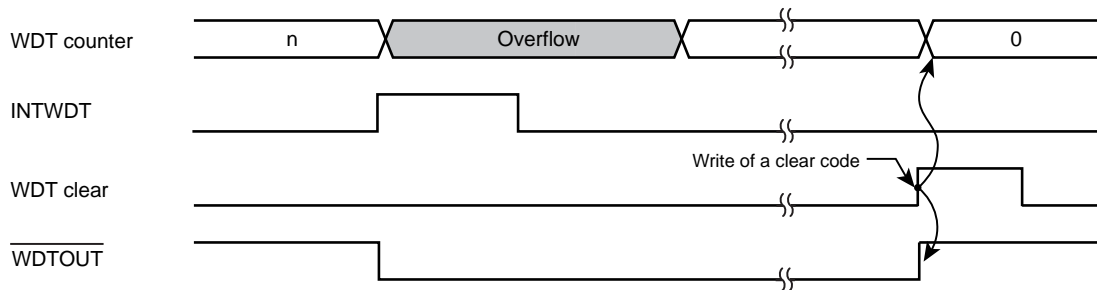 WDT counter
n
Overflow
0
INTWDT
Write of a clear code
WDT clear
WDTOUT